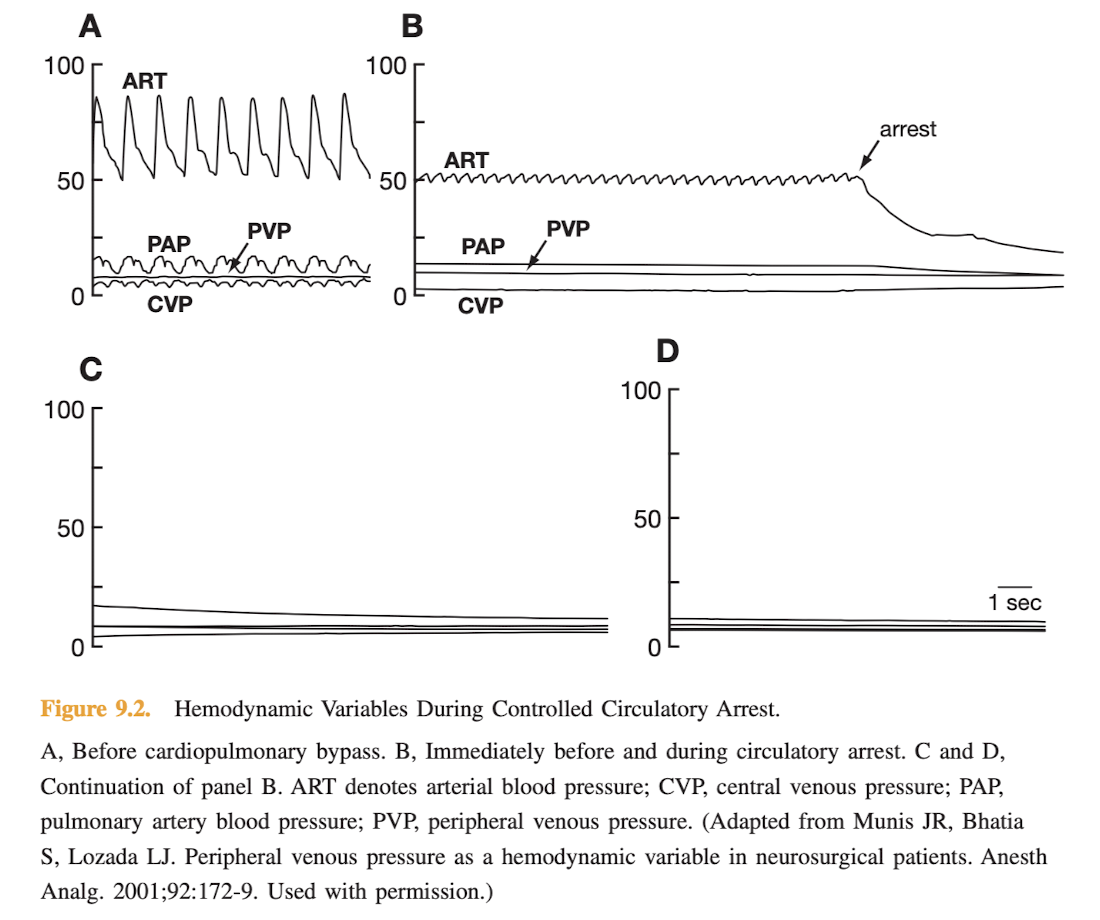 A
B
100
ART
50
PAP
PVP
0
CVP
100
ART
arrest
50
PAP
PVP
0
CVP
C
D
100
50
0
100
50
1 sec
0
Figure 9.2. Hemodynamic Variables During Controlled Circulatory Arrest.
A, Before cardiopulmonary bypass. B, Immediately before and during circulatory arrest. C and D,
Continuation of panel B. ART denotes arterial blood pressure; CVP, central venous pressure; PAP,
pulmonary artery blood pressure; PVP, peripheral venous pressure. (Adapted from Munis JR, Bhatia
S, Lozada LJ. Peripheral venous pressure as a hemodynamic variable in neurosurgical patients. Anesth
Analg. 2001;92:172-9. Used with permission.)